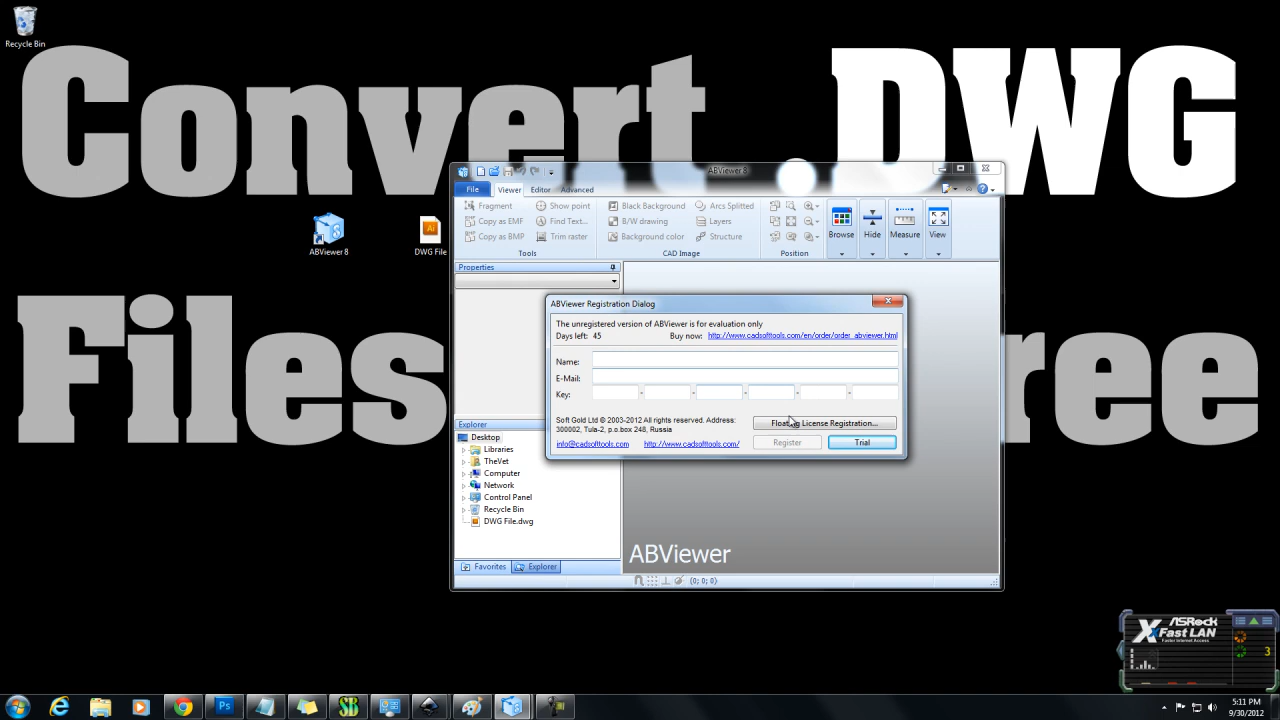 Recycle Bin
Convert DWG
Files
ree
ABViewer 8
DWG File
ABViewer 8
File
Viewer
Editor
Advanced
Fragment
Show point
Black Background
Arcs Splitted
Copy as EMF
Find Text...
B/W drawing
Layers
Copy as BMP
Trim raster
Background color
Structure
Browse
Hide
Measure
View
Tools
CAD Image
Position
Properties
ABViewer Registration Dialog
The unregistered version of ABViewer is for evaluation only
Days left: 45
Buy now: http://www.cadsofttools.com/en/order/order_abviewer.html
Name:
E-Mail:
Key:
Soft Gold Ltd © 2003-2012 All rights reserved. Address:
300002, Tula-2, p.o box 248, Russia
Floating License Registration...
info@cadsofttools.com
http://www.cadsofttools.com/
Register
Trial
Explorer
Desktop
Libraries
TheVet
Computer
Network
Control Panel
Recycle Bin
DWG File.dwg
ABViewer
Favorites
Explorer
(0; 0; 0)
ASRock
XFast LAN
Faster Internet Access
3
Ps
SB
5:11 PM
9/30/2012